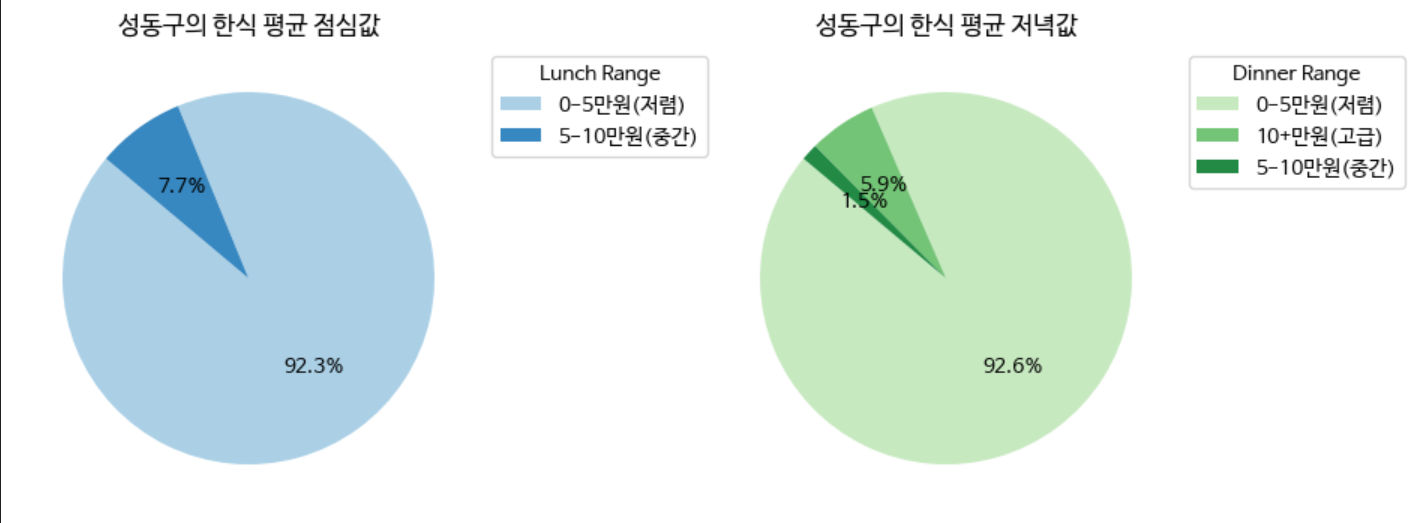 성동구의 한식 평균 점심값
Lunch Range
0-5만원(저렴)
5-10만원(중간)
7.7%
92.3%
성동구의 한식 평균 저녁값
Dinner Range
0-5만원(저렴)
10+만원(고급)
5-10만원(중간)
5.9%
1.5%
92.6%